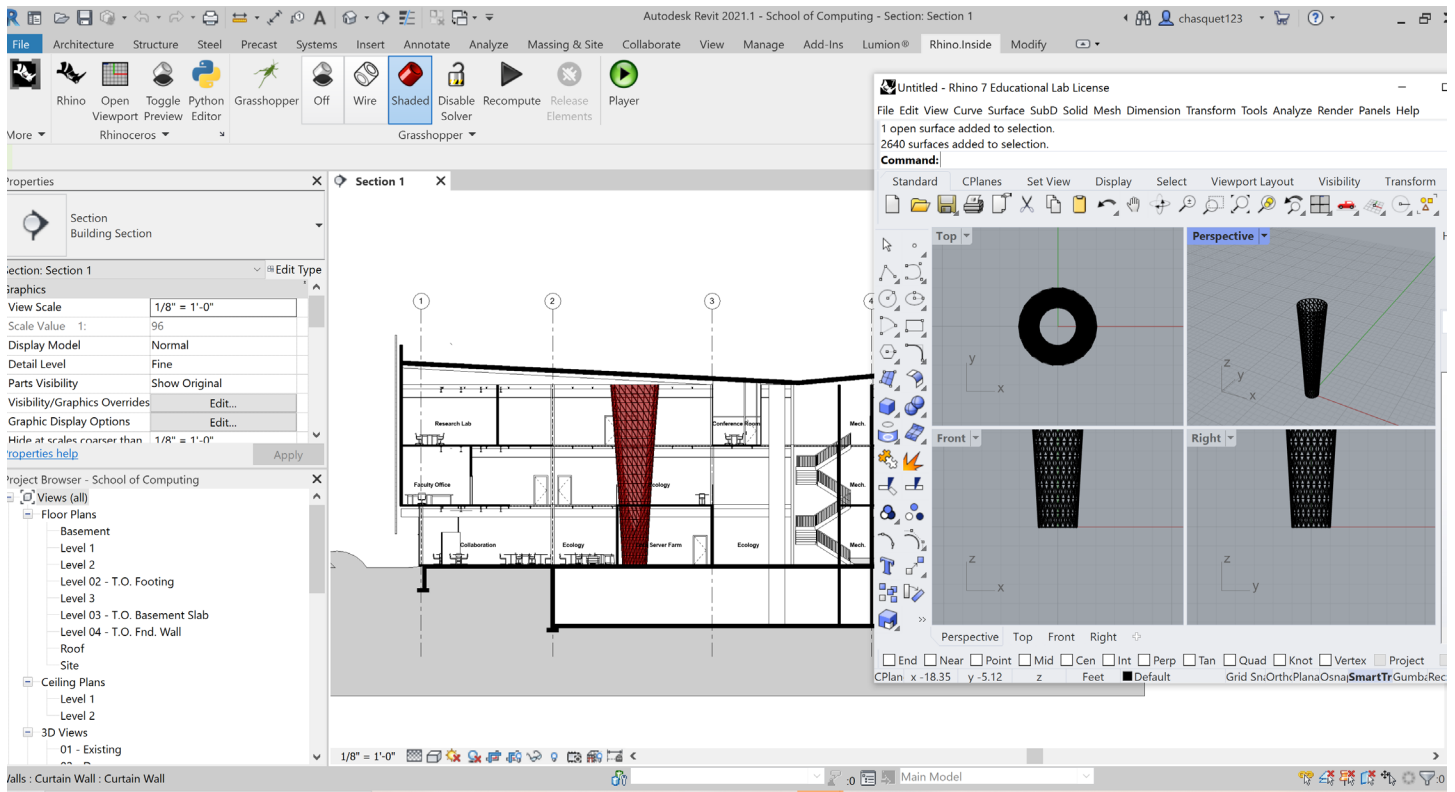 Autodesk Revit 2021.1 - School of Computing - Section: Section 1
chasquet123
File Architecture Structure Steel Precast Systems Insert Annotate Analyze Massing & Site Collaborate View Manage Add-Ins Lumion® Rhino.Inside Modify
Rhino Open Toggle Python Grasshopper Off Wire Shaded Disable Recompute Release Player
Viewport Preview Editor Solver Elements
More Rhinoceros Grasshopper
Properties
Section 1
Section
Building Section
Section: Section 1 Edit Type
Graphics
View Scale 1/8" = 1'-0"
Scale Value 1: 96
Display Model Normal
Detail Level Fine
Parts Visibility Show Original
Visibility/Graphics Overrides Edit...
Graphic Display Options Edit...
Hide at scales coarser than 1/8" = 1'-0"
Properties help Apply
Project Browser - School of Computing
Views (all)
Floor Plans
Basement
Level 1
Level 2
Level 02 - T.O. Footing
Level 3
Level 03 - T.O. Basement Slab
Level 04 - T.O. Fnd. Wall
Roof
Site
Ceiling Plans
Level 1
Level 2
3D Views
01 - Existing
1 2 3 4
Research Lab Conference Room Mech.
Faculty Office cology Mech.
Collaboration Ecology Server Farm Ecology Mech.
1/8" = 1'-0"
Walls : Curtain Wall : Curtain Wall
:0 Main Model :0
Untitled - Rhino 7 Educational Lab License
File Edit View Curve Surface SubD Solid Mesh Dimension Transform Tools Analyze Render Panels Help
1 open surface added to selection.
2640 surfaces added to selection.
Command:
Standard CPlanes Set View Display Select Viewport Layout Visibility Transform
Top Perspective
y x z y x
Front Right
z x z y
Perspective Top Front Right
End Near Point Mid Cen Int Perp Tan Quad Knot Vertex Project
CPlan x -18.35 y -5.12 z Feet Default Grid Sn Ortho Plana Osnap SmartTr Gumba Rec